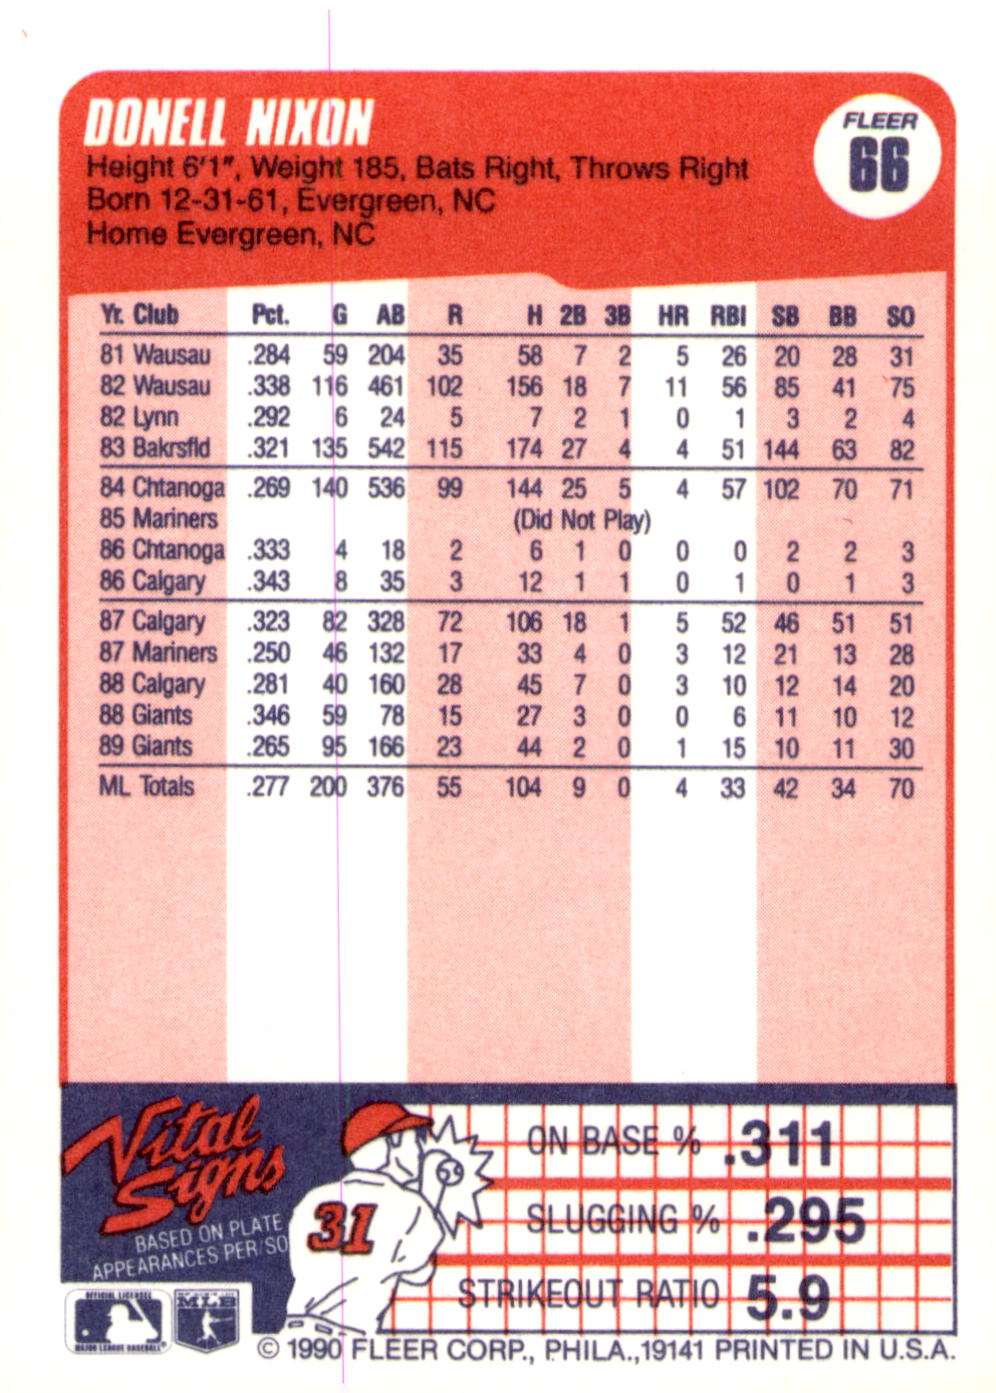 DONELL NIXON
FLEER
66
Height 6'1", Weight 185, Bats Right, Throws Right
Born 12-31-61, Evergreen, NC
Home Evergreen, NC
Yr. Club Pct. G AB R H 2B 3B HR RBI SB BB SO
81 Wausau .284 59 204 35 58 7 2 5 26 20 28 31
82 Wausau .338 116 461 102 156 18 7 11 56 85 41 75
82 Lynn .292 6 24 5 7 2 1 0 1 3 2 4
83 Bakrsfld .321 135 542 115 174 27 4 4 51 144 63 82
84 Chtanoga .269 140 536 99 144 25 5 4 57 102 70 71
85 Mariners (Did Not Play)
86 Chtanoga .333 4 18 2 6 1 0 0 0 2 2 3
86 Calgary .343 8 35 3 12 1 1 0 1 0 1 3
87 Calgary .323 82 328 72 106 18 1 5 52 46 51 51
87 Mariners .250 46 132 17 33 4 0 3 12 21 13 28
88 Calgary .281 40 160 28 45 7 0 3 10 12 14 20
88 Giants .346 59 78 15 27 3 0 0 6 11 10 12
89 Giants .265 95 166 23 44 2 0 1 15 10 11 30
ML Totals .277 200 376 55 104 9 0 4 33 42 34 70
Vital
Signs
BASED ON PLATE
APPEARANCES PER/SO
31
ON BASE % .311
SLUGGING % .295
STRIKEOUT RATIO 5.9
OFFICIAL LICENSEE
MAJOR LEAGUE BASEBALL
MLB
© 1990 FLEER CORP., PHILA.,19141 PRINTED IN U.S.A.